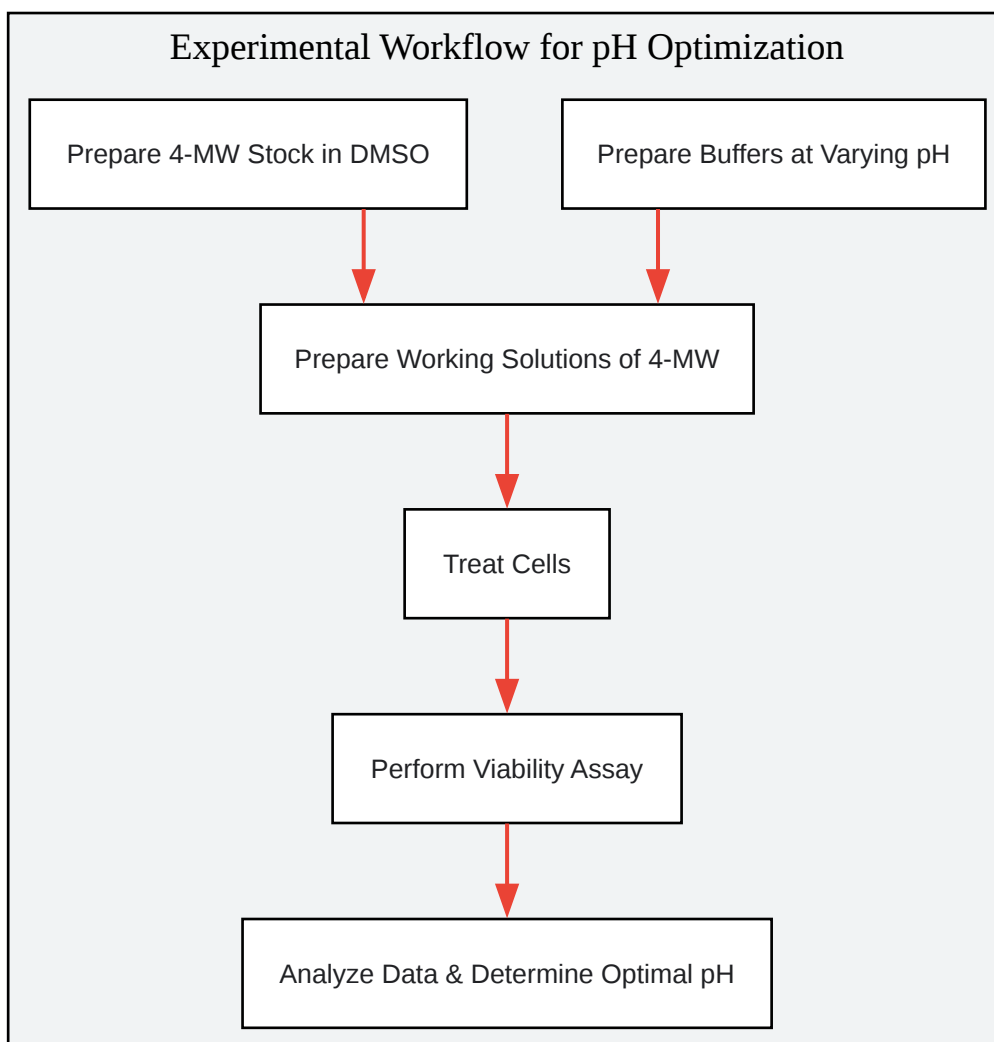 Experimental Workflow for pH Optimization
Prepare 4-MW Stock in DMSO
Prepare Buffers at Varying pH
Prepare Working Solutions of 4-MW
Treat Cells
Perform Viability Assay
Analyze Data & Determine Optimal pH